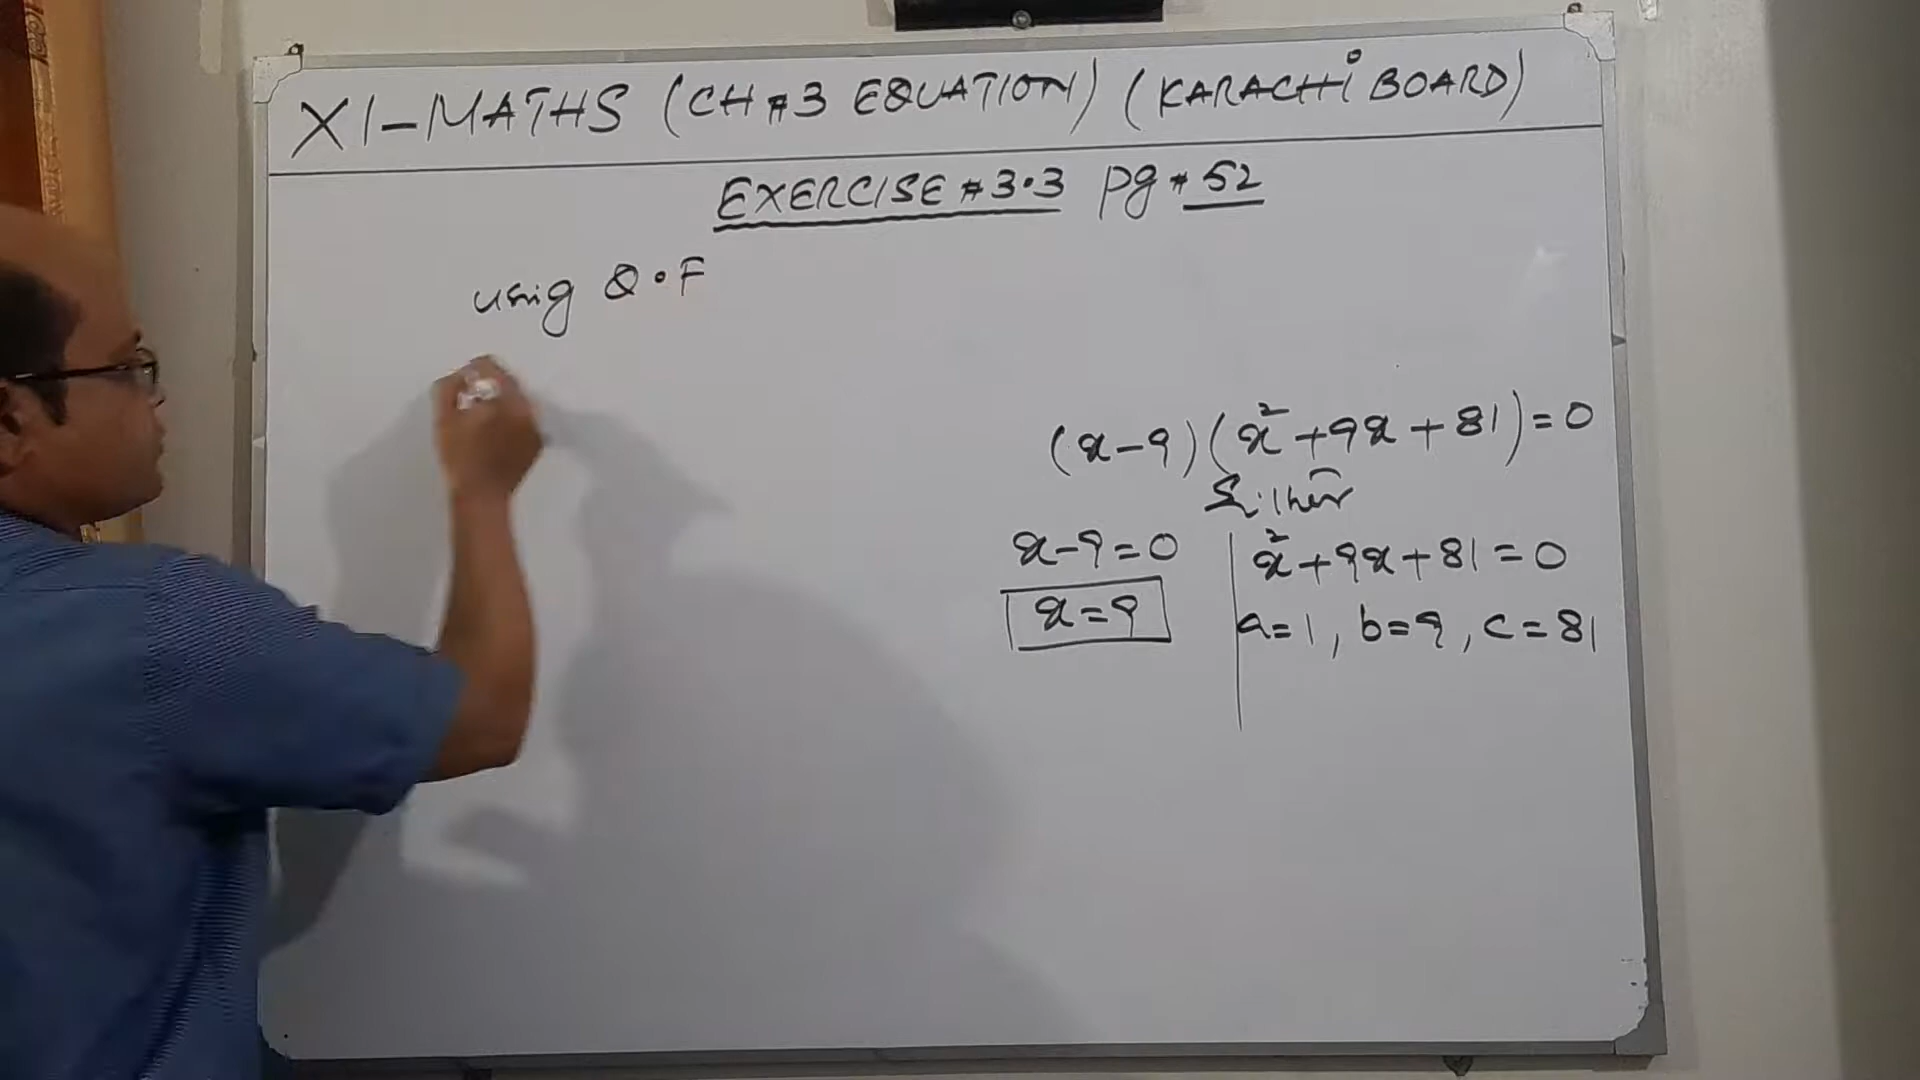 XI-MATHS (CH#3 EQUATION) (KARACHI BOARD)
EXERCISE #3.3 pg#52
using Q.F
(x-9)(x²+9x+81)=0
Either
x-9=0
x=9
x²+9x+81=0
a=1, b=9, c=81